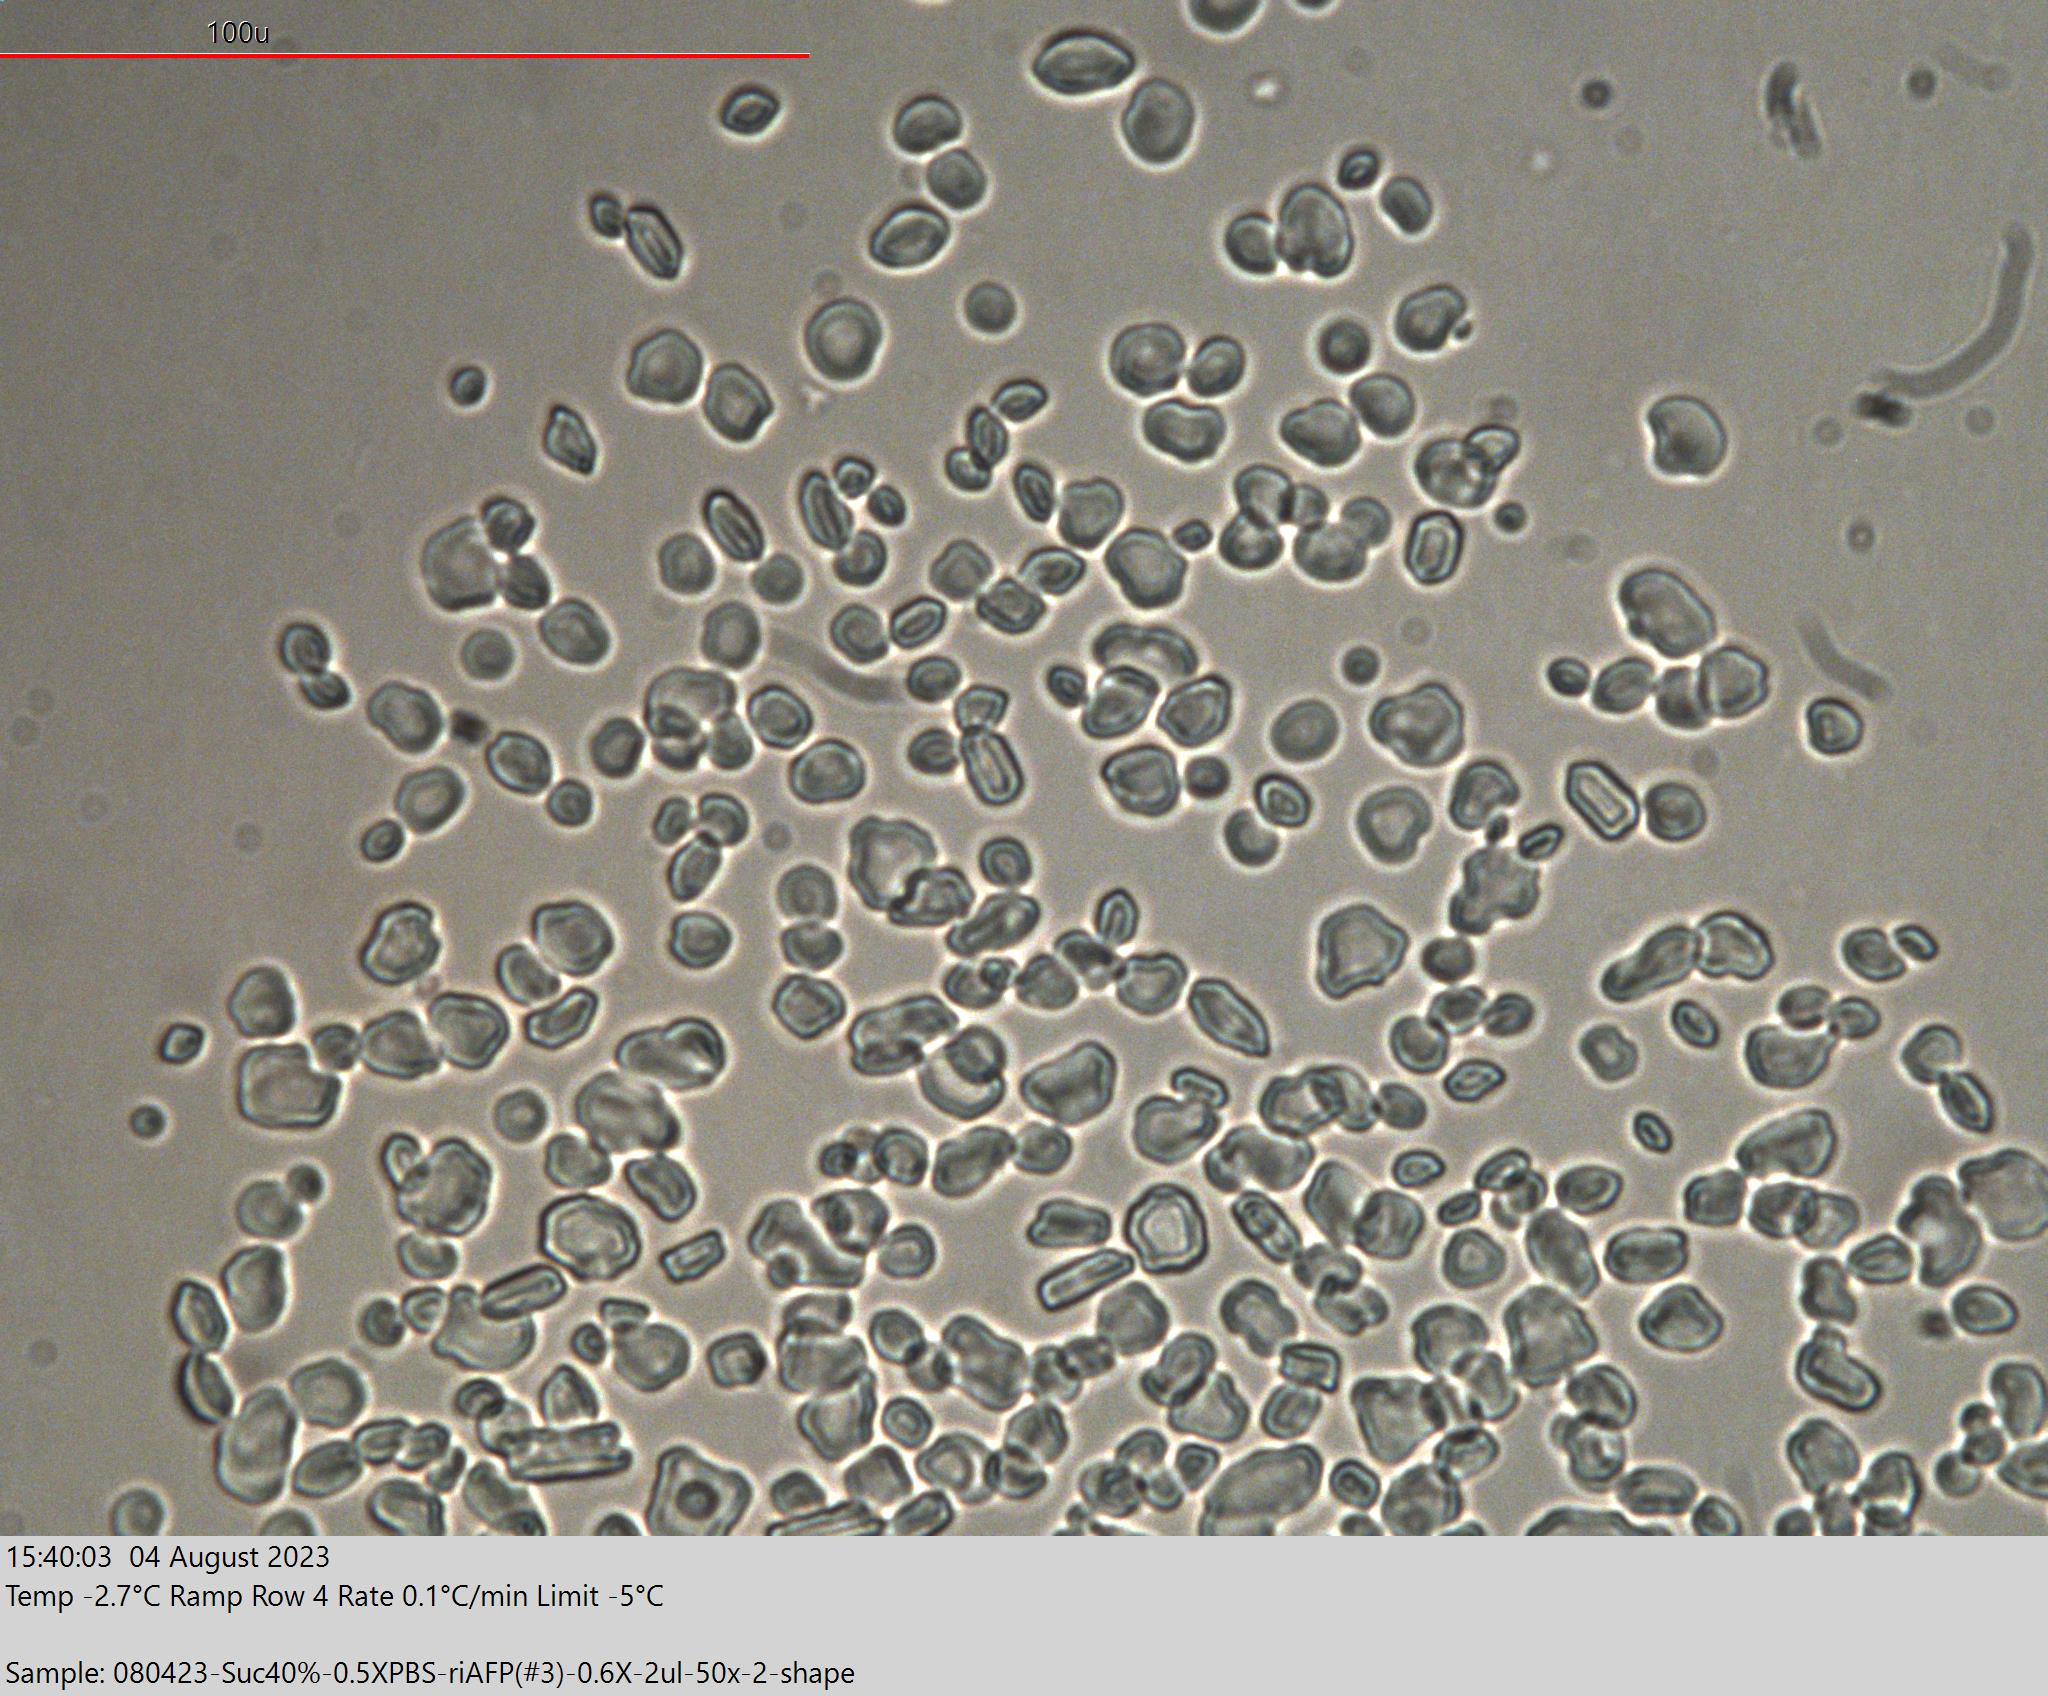 100u
15:40:03 04 August 2023
Temp -2.7°C Ramp Row 4 Rate 0.1°C/min Limit -5°C
Sample: 080423-Suc40%-0.5XPBS-riAFP(#3)-0.6X-2ul-50x-2-shape